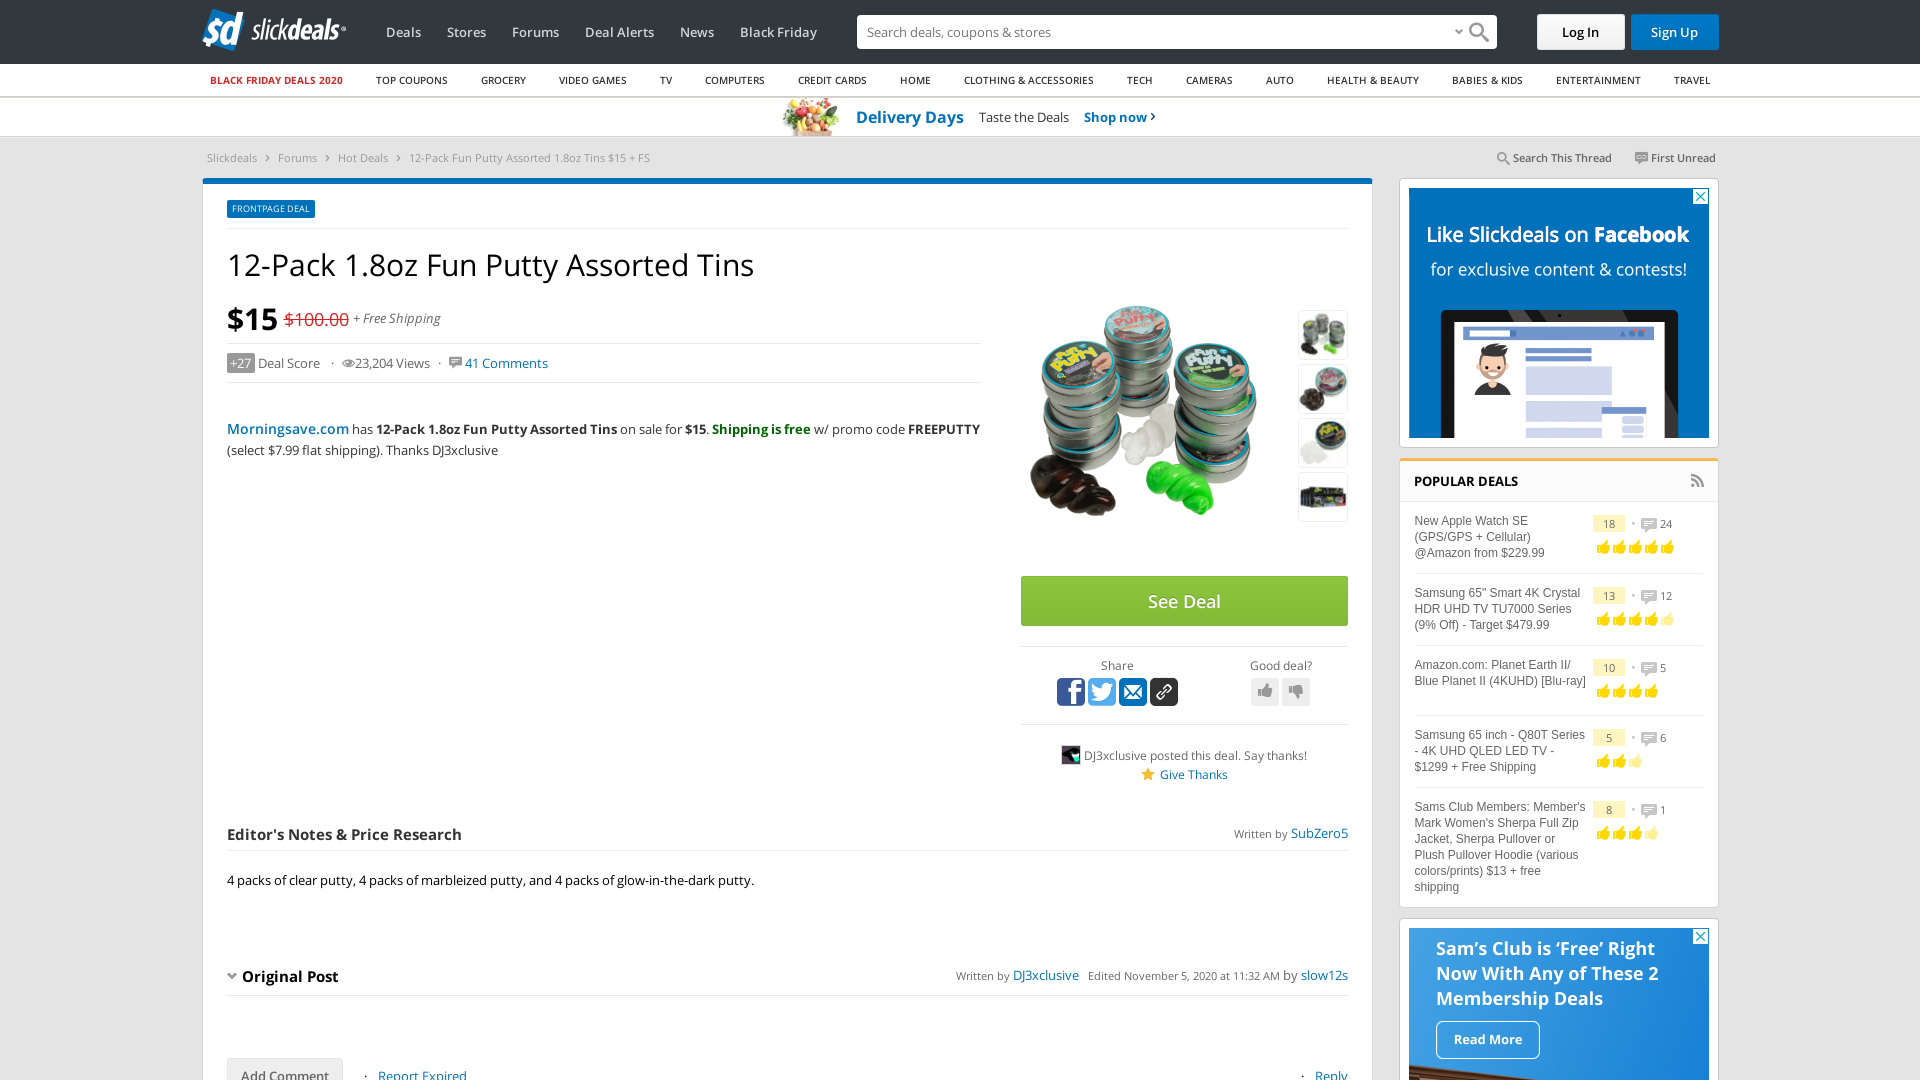 sd slickdeals
Deals
Stores
Forums
Deal Alerts
News
Black Friday
Search deals, coupons & shopping
Log In
Sign Up
BLACK FRIDAY DEALS 2020
TOP COUPONS
GROCERY
VIDEO GAMES
TV
COMPUTERS
CREDIT CARDS
HOME
CLOTHING & ACCESSORIES
TECH
CAMERAS
AUTO
HEALTH & BEAUTY
BABIES & KIDS
ENTERTAINMENT
TRAVEL
Delivery Days Taste the Deals Shop now ›
Slickdeals › Forums › Hot Deals › 12-Pack Fun Putty Assorted 1.8oz Tins $15 + FS
Search This Thread
First Unread
FRONTPAGE DEAL
12-Pack 1.8oz Fun Putty Assorted Tins
$15 $100.00 + Free Shipping
+27 Deal Score · 23,204 Views · 41 Comments
Morningsave.com has 12-Pack 1.8oz Fun Putty Assorted Tins on sale for $15. Shipping is free w/ promo code FREEPUTTY
(select $7.99 flat shipping). Thanks DJ3xclusive
Fun Putty
Fun Putty
Fun Putty
See Deal
Share
Good deal?
DJ3xclusive posted this deal. Say thanks!
Give Thanks
Editor's Notes & Price Research
Written by SubZero5
4 packs of clear putty, 4 packs of marbleized putty, and 4 packs of glow-in-the-dark putty.
Original Post
Written by DJ3xclusive Edited November 5, 2020 at 11:32 AM by slow12s
Add Comment
· Report Expired
· Reply
Like Slickdeals on Facebook
for exclusive content & contests!
POPULAR DEALS
New Apple Watch SE
(GPS/GPS + Cellular)
@Amazon from $229.99
18 • 24
Samsung 65" Smart 4K Crystal
HDR UHD TV TU7000 Series
(9% Off) - Target $479.99
13 • 12
Amazon.com: Planet Earth II/
Blue Planet II (4KUHD) [Blu-ray]
10 • 5
Samsung 65 inch - Q80T Series
- 4K UHD QLED LED TV -
$1299 + Free Shipping
5 • 6
Sams Club Members: Member's
Mark Women's Sherpa Full Zip
Jacket, Sherpa Pullover or
Plush Pullover Hoodie (various
colors/prints) $13 + free
shipping
8 • 1
Sam's Club is 'Free' Right
Now With Any of These 2
Membership Deals
Read More